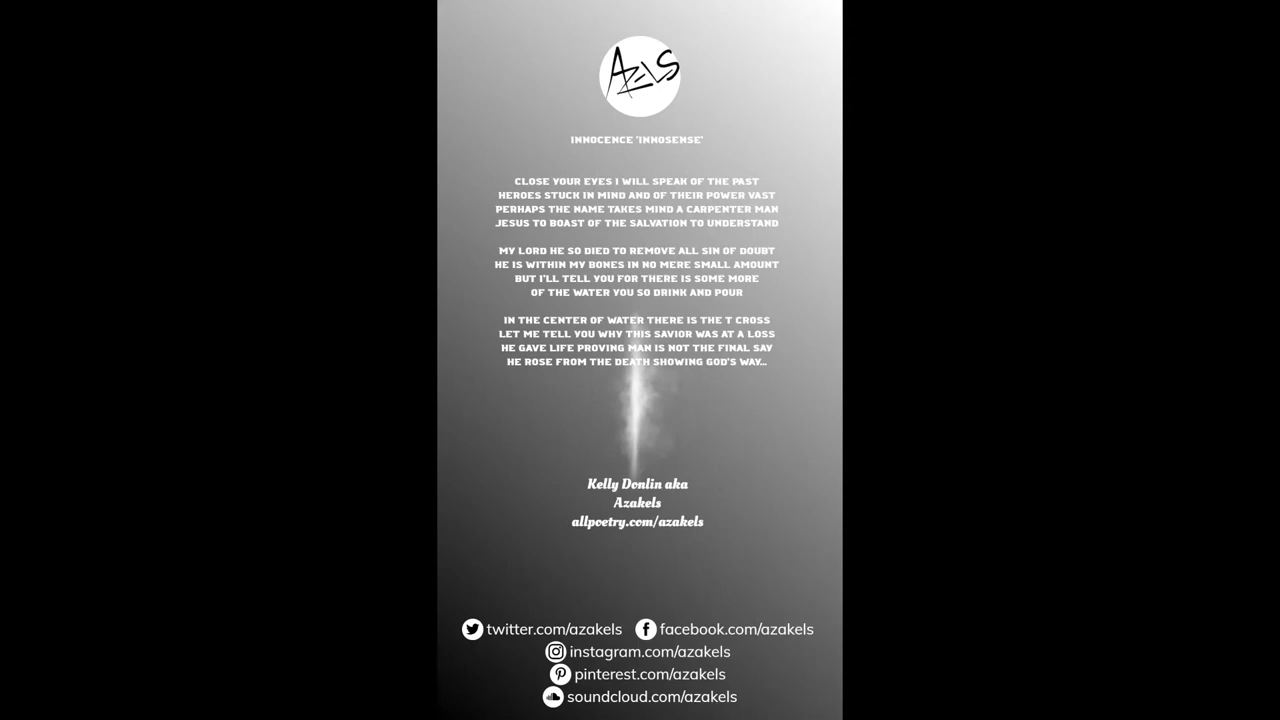 AZELS
INNOCENCE 'INNOSENSE'
CLOSE YOUR EYES I WILL SPEAK OF THE PAST
HEROES STUCK IN MIND AND OF THEIR POWER VAST
PERHAPS THE NAME TAKES MIND A CARPENTER MAN
JESUS TO BOAST OF THE SALVATION TO UNDERSTAND
MY LORD HE SO DIED TO REMOVE ALL SIN OF DOUBT
HE IS WITHIN MY BONES IN NO MERE SMALL AMOUNT
BUT I'LL TELL YOU FOR THERE IS SOME MORE
OF THE WATER YOU SO DRINK AND POUR
IN THE CENTER OF WATER THERE IS THE T CROSS
LET ME TELL YOU WHY THIS SAVIOR WAS AT A LOSS
HE GAVE LIFE PROVING MAN IS NOT THE FINAL SAY
HE ROSE FROM THE DEATH SHOWING GOD'S WAY...
Kelly Donlin aka
Azakels
allpoetry.com/azakels
twitter.com/azakels facebook.com/azakels
instagram.com/azakels
pinterest.com/azakels
soundcloud.com/azakels